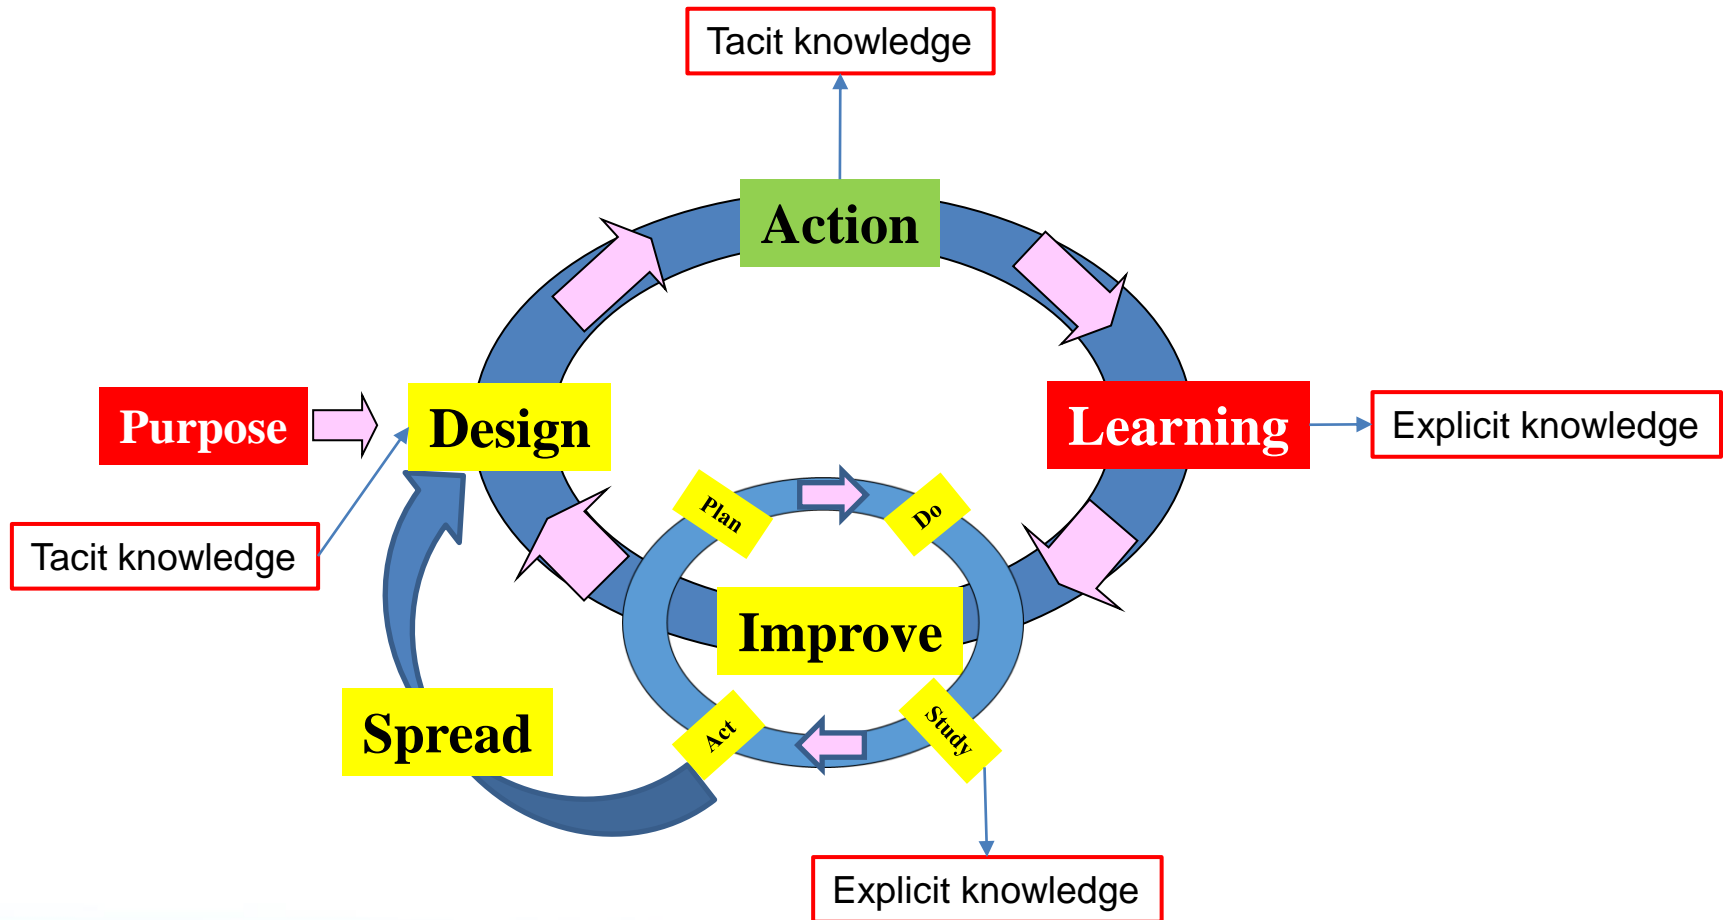 Tacit knowledge
Action
Purpose
Design
Learning
Explicit knowledge
Plan
Do
Tacit knowledge
Improve
Spread
Act
Study
Explicit knowledge